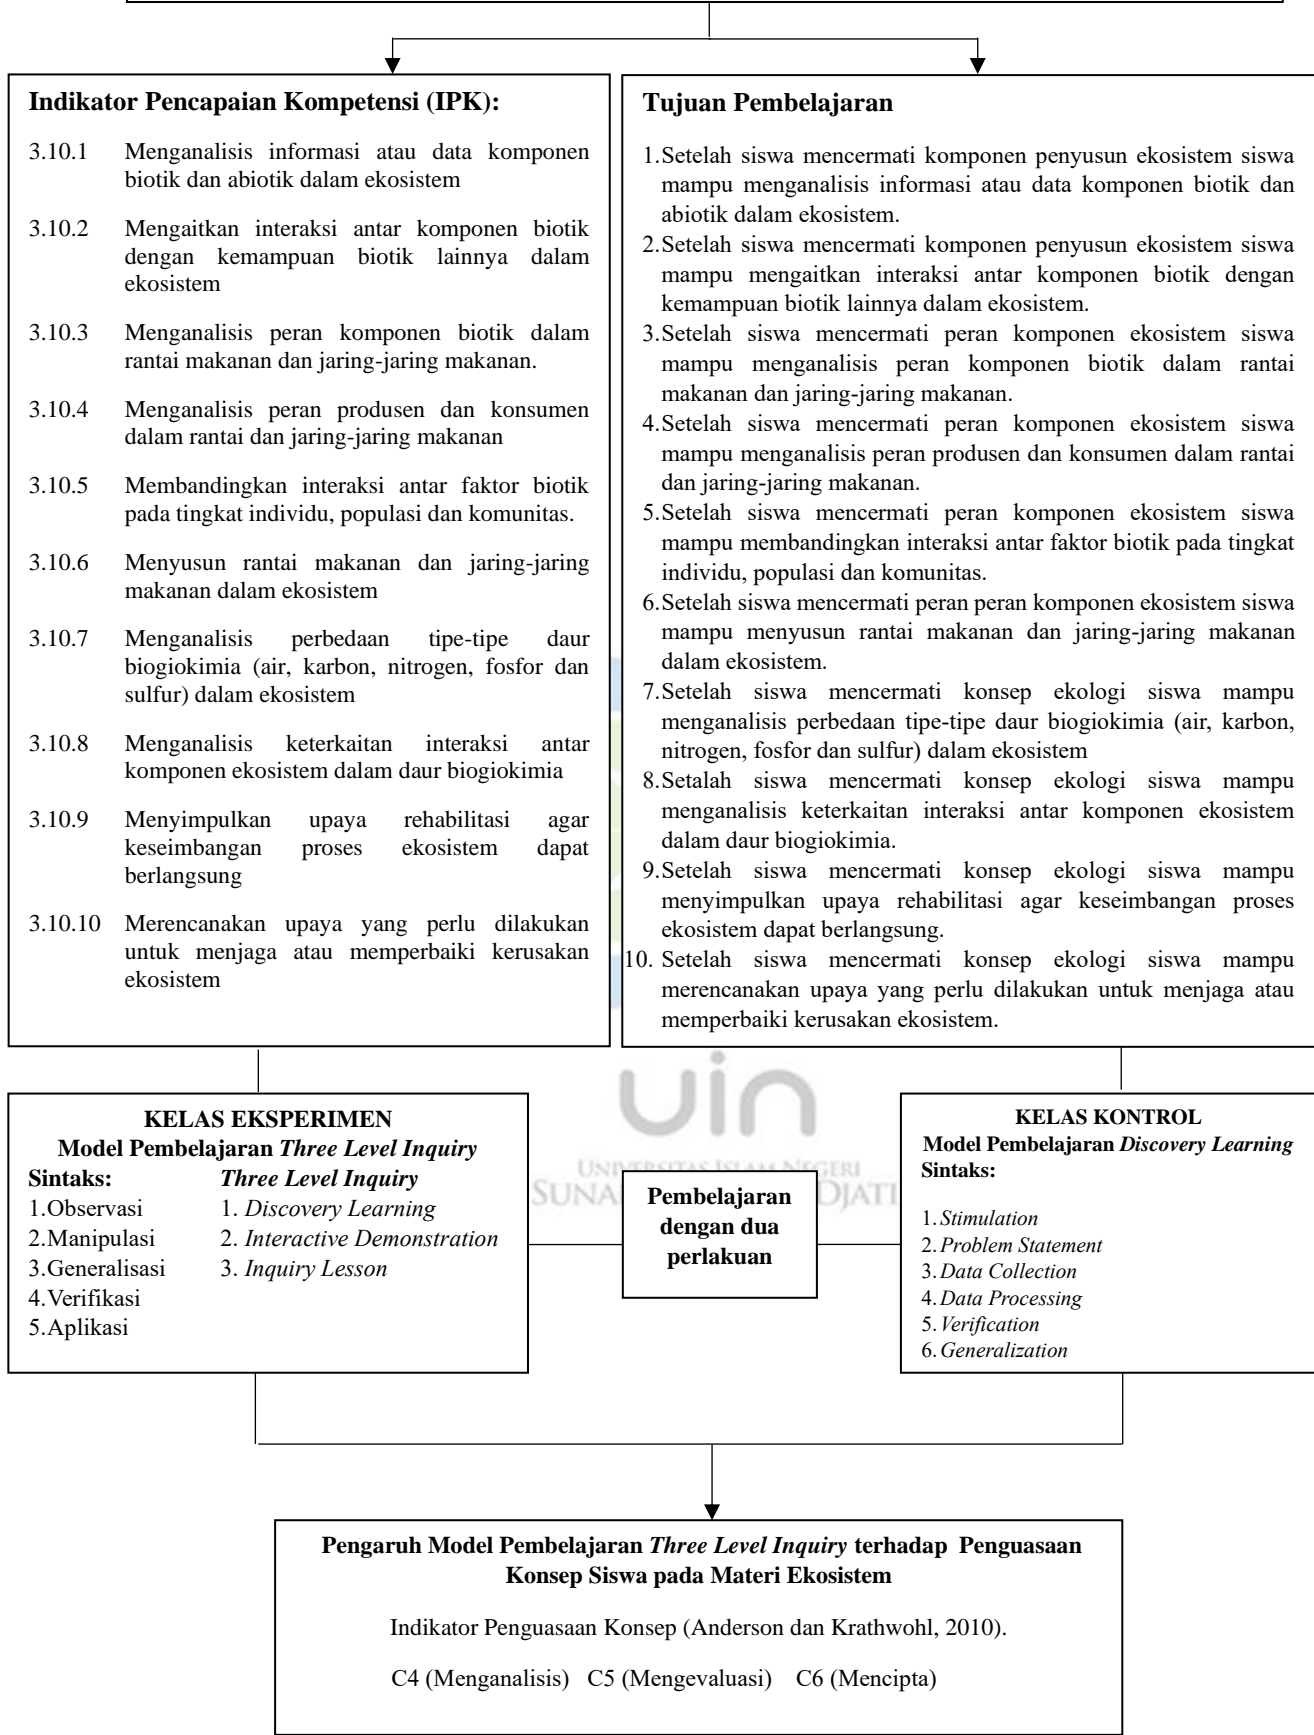 Indikator Pencapaian Kompetensi (IPK):
3.10.1 Menganalisis informasi atau data komponen
biotik dan abiotik dalam ekosistem
3.10.2 Mengaitkan interaksi antar komponen biotik
dengan kemampuan biotik lainnya dalam
ekosistem
3.10.3 Menganalisis peran komponen biotik dalam
rantai makanan dan jaring-jaring makanan.
3.10.4 Menganalisis peran produsen dan konsumen
dalam rantai dan jaring-jaring makanan
3.10.5 Membandingkan interaksi antar faktor biotik
pada tingkat individu, populasi dan komunitas.
3.10.6 Menyusun rantai makanan dan jaring-jaring
makanan dalam ekosistem
3.10.7 Menganalisis perbedaan tipe-tipe daur
biogiokimia (air, karbon, nitrogen, fosfor dan
sulfur) dalam ekosistem
3.10.8 Menganalisis keterkaitan interaksi antar
komponen ekosistem dalam daur biogiokimia
3.10.9 Menyimpulkan upaya rehabilitasi agar
keseimbangan proses ekosistem dapat
berlangsung
3.10.10 Merencanakan upaya yang perlu dilakukan
untuk menjaga atau memperbaiki kerusakan
ekosistem
Tujuan Pembelajaran
1.Setelah siswa mencermati komponen penyusun ekosistem siswa
mampu menganalisis informasi atau data komponen biotik dan
abiotik dalam ekosistem.
2.Setelah siswa mencermati komponen penyusun ekosistem siswa
mampu mengaitkan interaksi antar komponen biotik dengan
kemampuan biotik lainnya dalam ekosistem.
3.Setelah siswa mencermati peran komponen ekosistem siswa
mampu menganalisis peran komponen biotik dalam rantai
makanan dan jaring-jaring makanan.
4.Setelah siswa mencermati peran komponen ekosistem siswa
mampu menganalisis peran produsen dan konsumen dalam rantai
dan jaring-jaring makanan.
5.Setelah siswa mencermati peran komponen ekosistem siswa
mampu membandingkan interaksi antar faktor biotik pada tingkat
individu, populasi dan komunitas.
6.Setelah siswa mencermati peran peran komponen ekosistem siswa
mampu menyusun rantai makanan dan jaring-jaring makanan
dalam ekosistem.
7.Setelah siswa mencermati konsep ekologi siswa mampu
menganalisis perbedaan tipe-tipe daur biogiokimia (air, karbon,
nitrogen, fosfor dan sulfur) dalam ekosistem
8.Setalah siswa mencermati konsep ekologi siswa mampu
menganalisis keterkaitan interaksi antar komponen ekosistem
dalam daur biogiokimia.
9.Setelah siswa mencermati konsep ekologi siswa mampu
menyimpulkan upaya rehabilitasi agar keseimbangan proses
ekosistem dapat berlangsung.
10. Setelah siswa mencermati konsep ekologi siswa mampu
merencanakan upaya yang perlu dilakukan untuk menjaga atau
memperbaiki kerusakan ekosistem.
KELAS EKSPERIMEN
Model Pembelajaran Three Level Inquiry
Sintaks: Three Level Inquiry
1.Observasi 1. Discovery Learning
2.Manipulasi 2. Interactive Demonstration
3.Generalisasi 3. Inquiry Lesson
4.Verifikasi
5.Aplikasi
uin
UNIVERSITAS ISLAM NEGERI
SUNA DJATI
Pembelajaran
dengan dua
perlakuan
KELAS KONTROL
Model Pembelajaran Discovery Learning
Sintaks:
1. Stimulation
2. Problem Statement
3. Data Collection
4. Data Processing
5. Verification
6. Generalization
Pengaruh Model Pembelajaran Three Level Inquiry terhadap Penguasaan
Konsep Siswa pada Materi Ekosistem
Indikator Penguasaan Konsep (Anderson dan Krathwohl, 2010).
C4 (Menganalisis) C5 (Mengevaluasi) C6 (Mencipta)